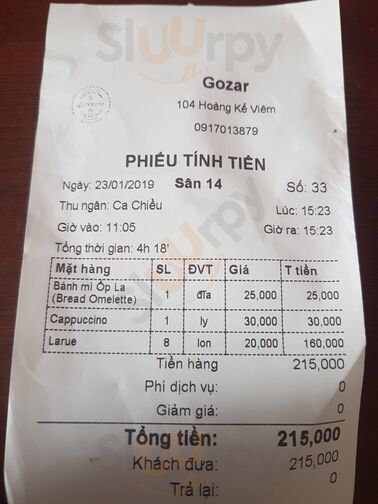 Sluurpy
Gozar
104 Hoàng Kế Viêm
0917013879
PHIẾU TÍNH TIỀN
Ngày: 23/01/2019 Sân 14 Số: 33
Thu ngân: Ca Chiều Lúc: 15:23
Giờ vào: 11:05 Giờ ra: 15:23
Tổng thời gian: 4h 18'
Mặt hàng SL ĐVT Giá T tiền
Bánh mì Ốp La
(Bread Omelette) 1 đĩa 25,000 25,000
Cappuccino 1 ly 30,000 30,000
Larue 8 lon 20,000 160,000
Tiền hàng 215,000
Phí dịch vụ: 0
Giảm giá: 0
Tổng tiền: 215,000
Khách đưa: 215,000
Trả lại: 0